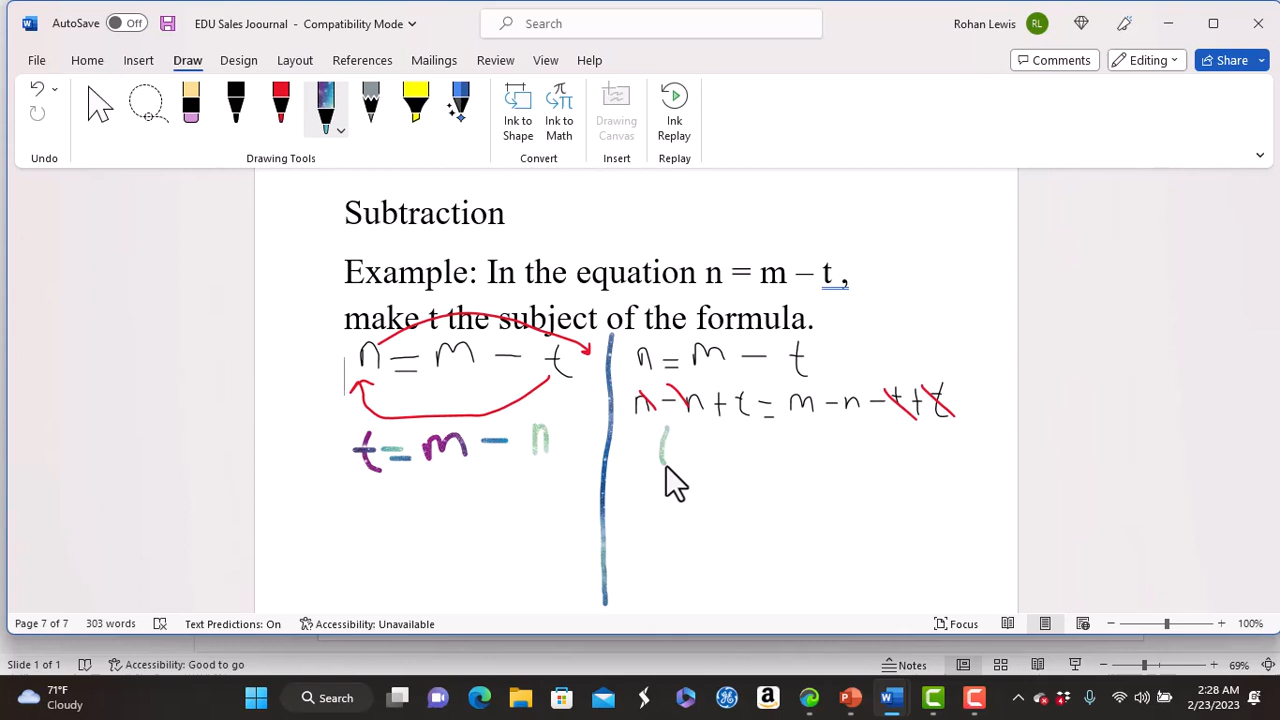 AutoSave Off EDU Sales Journal - Compatibility Mode Search Rohan Lewis RL
File Home Insert Draw Design Layout References Mailings Review View Help Comments Editing Share
Undo
Drawing Tools
Ink to Shape
Ink to Math
Convert
Drawing Canvas
Insert
Ink Replay
Replay
Subtraction
Example: In the equation n = m – t ,
make t the subject of the formula.
n = m – t
t = m – n
n = m – t
n – n + t = m – n – t + t
Page 7 of 7 303 words Text Predictions: On Accessibility: Unavailable Focus 100%
Slide 1 of 1 Accessibility: Good to go Notes 69%
71°F
Cloudy
Search
2:28 AM
2/23/2023